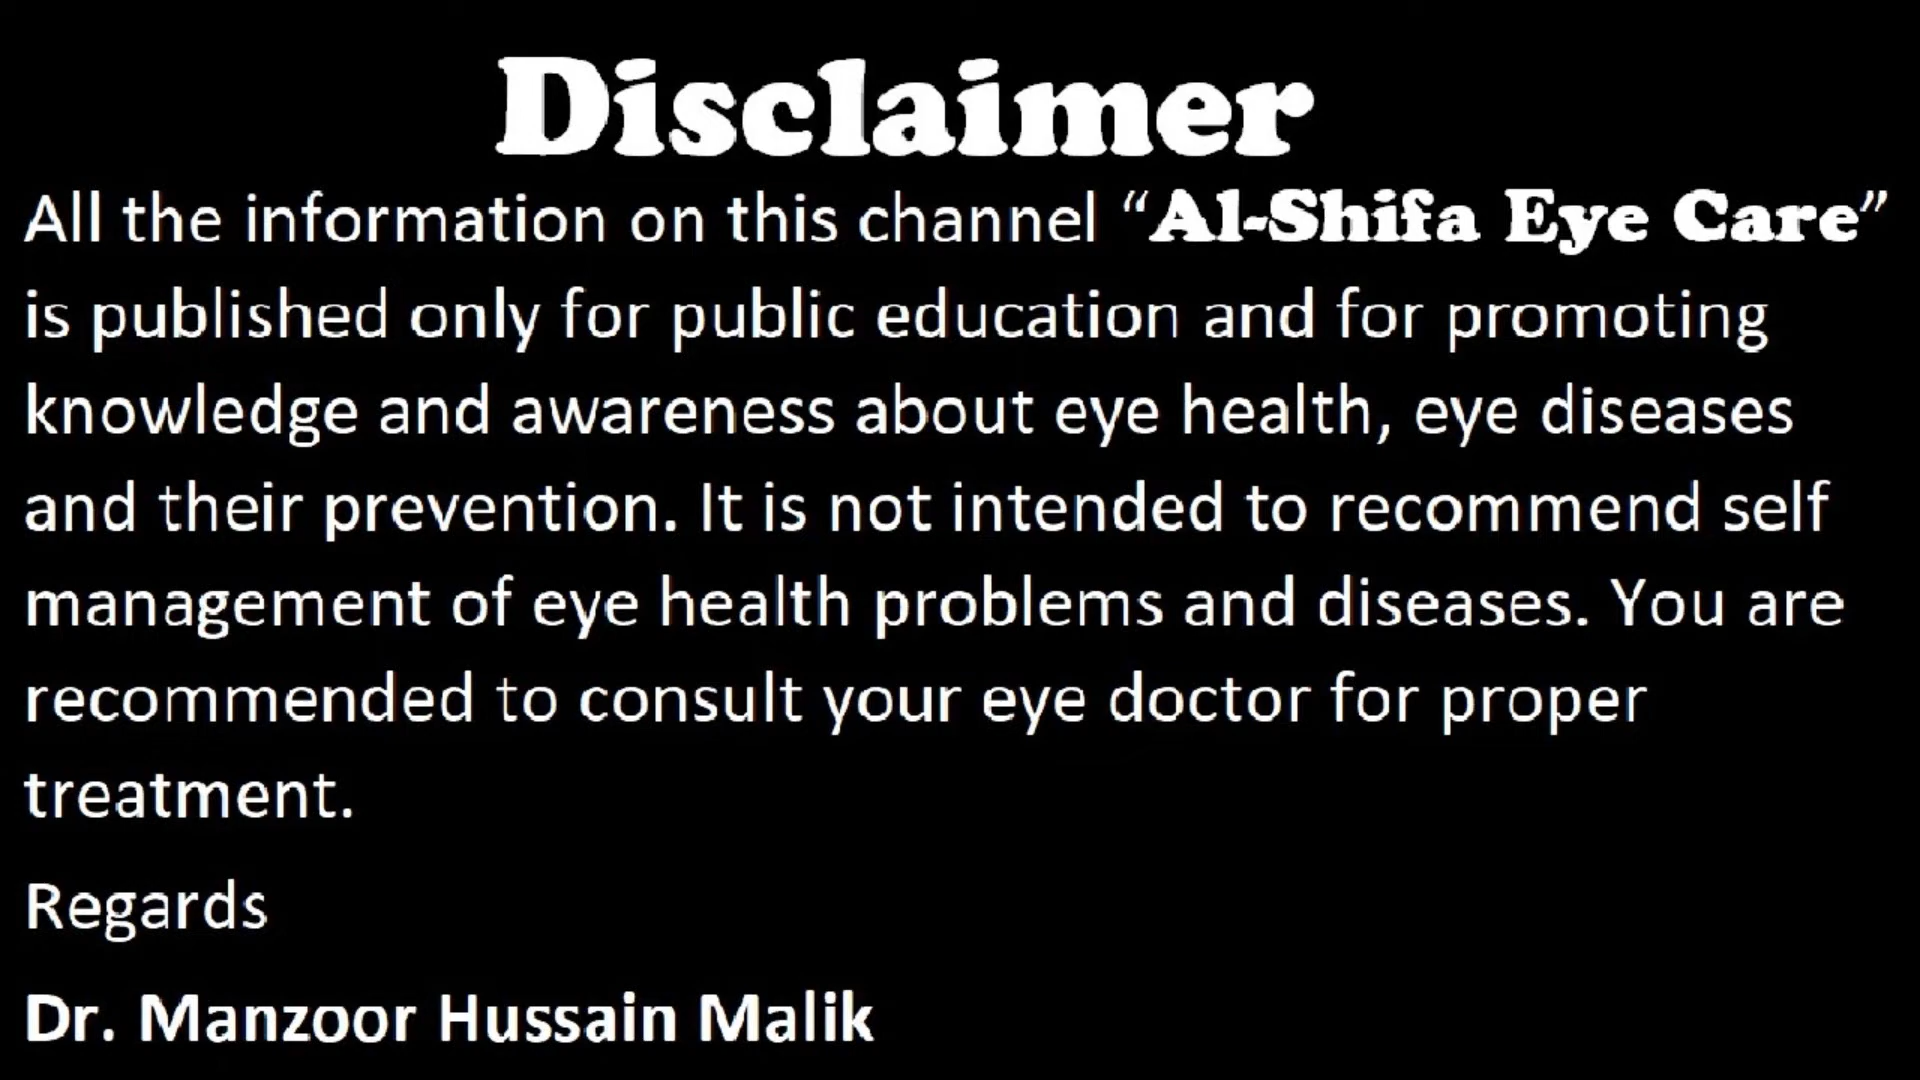 Disclaimer
All the information on this channel “Al-Shifa Eye Care”
is published only for public education and for promoting
knowledge and awareness about eye health, eye diseases
and their prevention. It is not intended to recommend self
management of eye health problems and diseases. You are
recommended to consult your eye doctor for proper
treatment.
Regards
Dr. Manzoor Hussain Malik